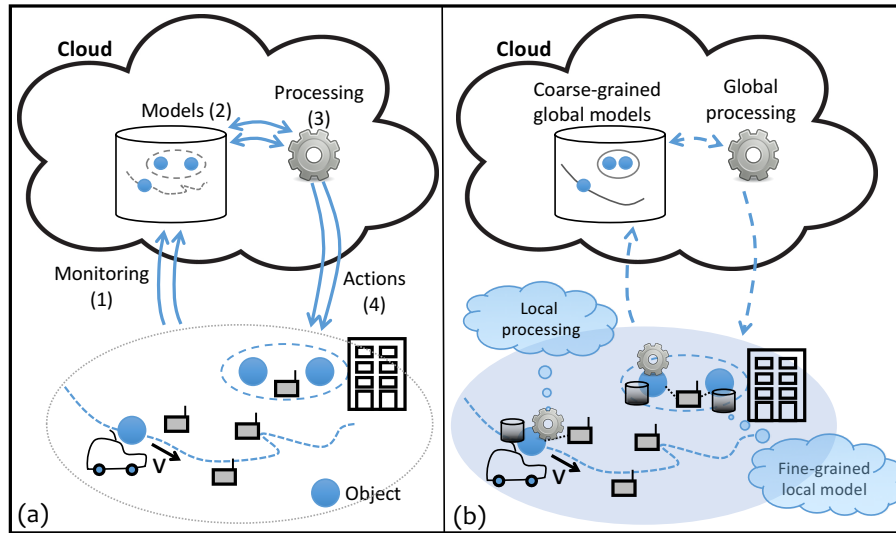 Cloud
Models (2)
Processing
(3)
Monitoring
(1)
Actions
(4)
V
Object
(a)
Cloud
Coarse-grained
global models
Global
processing
Local
processing
V
Fine-grained
local model
(b)